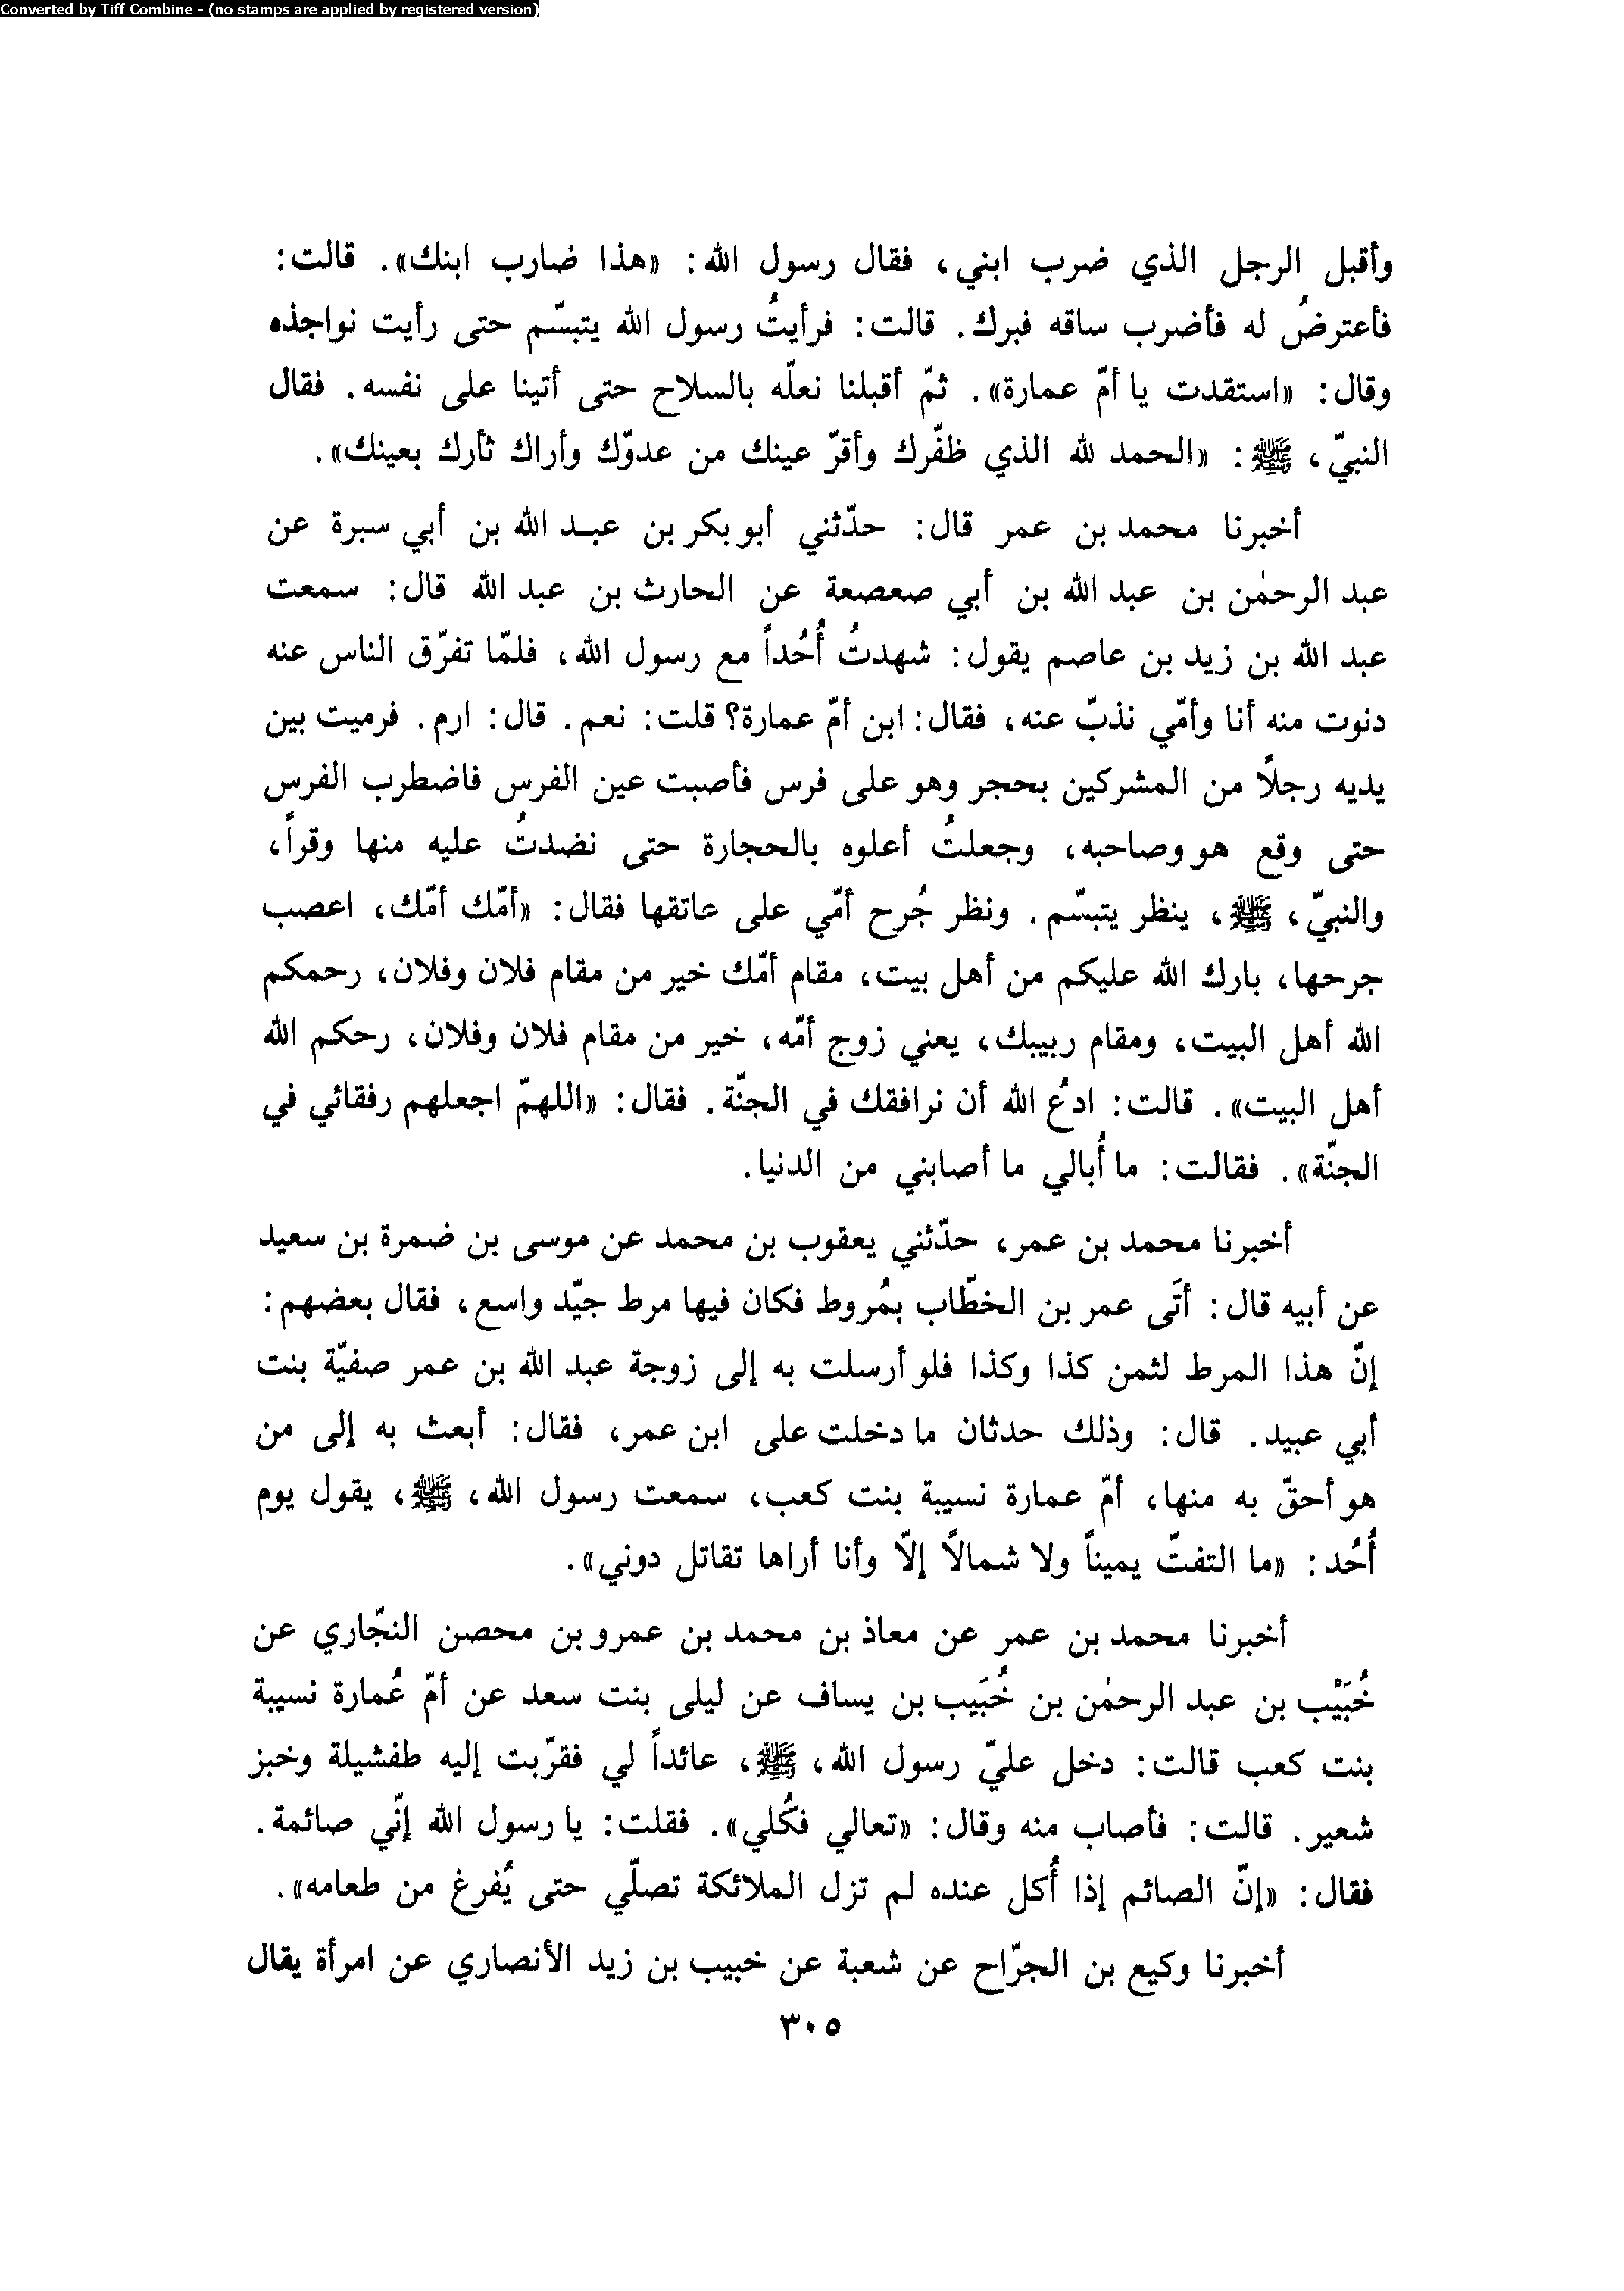 Converted by Tiff Combine - (no stamps are applied by registered version)
وأقبل الرجل الذي ضرب ابني، فقال رسول الله: «هذا ضارب ابنك». قالت:
فأعترضُ له فأضرب ساقه فبرك. قالت: فرأيتُ رسول الله يتبسّم حتى رأيت نواجذه
وقال: «استقدت يا أمّ عمارة». ثمّ أقبلنا نعلّه بالسلاح حتى أتينا على نفسه. فقال
النبيّ، ﷺ: «الحمد لله الذي ظفّرك وأقرّ عينك من عدوّك وأراك ثأرك بعينك».
أخبرنا محمد بن عمر قال: حدّثني أبو بكر بن عبد الله بن أبي سبرة عن
عبد الرحمٰن بن عبد الله بن أبي صعصعة عن الحارث بن عبد الله قال: سمعت
عبد الله بن زيد بن عاصم يقول: شهدتُ أُحُداً مع رسول الله، فلمّا تفرّق الناس عنه
دنوت منه أنا وأمّي نذبّ عنه، فقال: ابن أمّ عمارة؟ قلت: نعم. قال: ارم. فرميت بين
يديه رجلًا من المشركين بحجر وهو على فرس فأصبت عين الفرس فاضطرب الفرس
حتى وقع هو وصاحبه، وجعلتُ أعلوه بالحجارة حتى نضدتُ عليه منها وقراً،
والنبيّ، ﷺ، ينظر يتبسّم. ونظر جُرح أمّي على عاتقها فقال: «أمّك أمّك، اعصب
جرحها، بارك الله عليكم من أهل بيت، مقام أمّك خير من مقام فلان وفلان، رحمكم
الله أهل البيت، ومقام ربيبك، يعني زوج أمّه، خير من مقام فلان وفلان، رحكم الله
أهل البيت». قالت: ادعُ الله أن نرافقك في الجنّة. فقال: «اللهمّ اجعلهم رفقائي في
الجنّة». فقالت: ما أُبالي ما أصابني من الدنيا.
أخبرنا محمد بن عمر، حدّثني يعقوب بن محمد عن موسى بن ضمرة بن سعيد
عن أبيه قال: أتَى عمر بن الخطّاب بمُروط فكان فيها مرط جيّد واسع، فقال بعضهم:
إنّ هذا المرط لثمن كذا وكذا فلو أرسلت به إلى زوجة عبد الله بن عمر صفيّة بنت
أبي عبيد. قال: وذلك حدثان ما دخلت على ابن عمر، فقال: أبعث به إلى من
هو أحقّ به منها، أمّ عمارة نسيبة بنت كعب، سمعت رسول الله، ﷺ، يقول يوم
أُحُد: «ما التفتّ يميناً ولا شمالًا إلّا وأنا أراها تقاتل دوني».
أخبرنا محمد بن عمر عن معاذ بن محمد بن عمرو بن محصن النجّاري عن
خُبَيْب بن عبد الرحمٰن بن خُبَيب بن يساف عن ليلى بنت سعد عن أمّ عُمارة نسيبة
بنت كعب قالت: دخل عليّ رسول الله، ﷺ، عائداً لي فقرّبت إليه طفشيلة وخبز
شعير. قالت: فأصاب منه وقال: «تعالي فكُلي». فقلت: يا رسول الله إنّي صائمة.
فقال: «إنّ الصائم إذا أُكل عنده لم تزل الملائكة تصلّي حتى يُفرغ من طعامه».
أخبرنا وكيع بن الجرّاح عن شعبة عن خبيب بن زيد الأنصاري عن امرأة يقال
٣٠٥